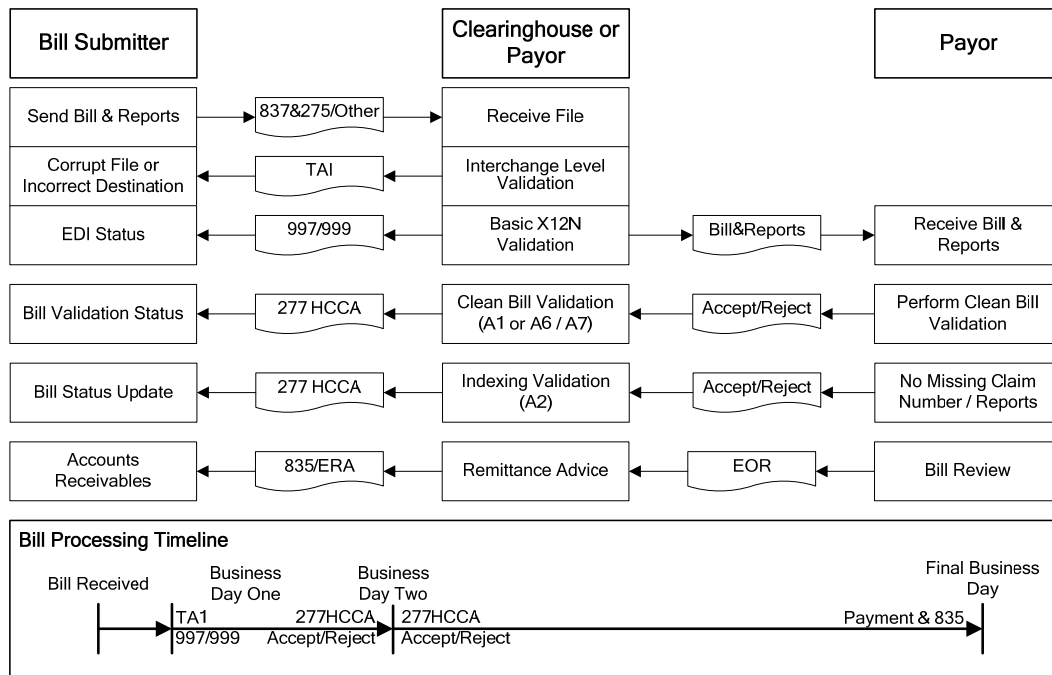 Bill Submitter
Clearinghouse or
Payor
Payor
Send Bill & Reports
837&275/Other
Receive File
Corrupt File or
Incorrect Destination
TAI
Interchange Level
Validation
EDI Status
997/999
Basic X12N
Validation
Bill&Reports
Receive Bill &
Reports
Bill Validation Status
277 HCCA
Clean Bill Validation
(A1 or A6 / A7)
Accept/Reject
Perform Clean Bill
Validation
Bill Status Update
277 HCCA
Indexing Validation
(A2)
Accept/Reject
No Missing Claim
Number / Reports
Accounts
Receivables
835/ERA
Remittance Advice
EOR
Bill Review
Bill Processing Timeline
Bill Received
Business
Day One
Business
Day Two
Final Business
Day
TA1
997/999
277HCCA
Accept/Reject
277HCCA
Accept/Reject
Payment & 835